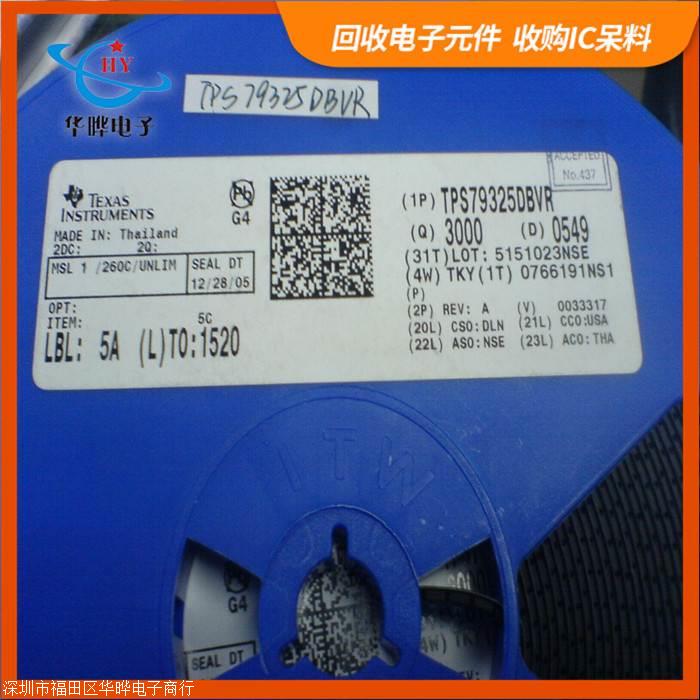 回收电子元件 收购IC呆料
HY
华晔电子
TPS79325DBVR
TEXAS
INSTRUMENTS
G4
MADE IN: Thailand
2DC: 2Q:
MSL 1 /260C/UNLIM
SEAL DT
12/28/05
OPT:
ITEM:
5C
LBL: 5A (L)TO:1520
ACCEPTED
No.437
(1P) TPS79325DBVR
(Q) 3000 (D) 0549
(31T)LOT: 5151023NSE
(4W) TKY(1T) 0766191NS1
(P)
(2P) REV: A (V) 0033317
(20L) CSO:DLN (21L) CCO:USA
(22L) ASO:NSE (23L) ACO:THA
ITW
G4
SEAL DT
深圳市福田区华晔电子商行